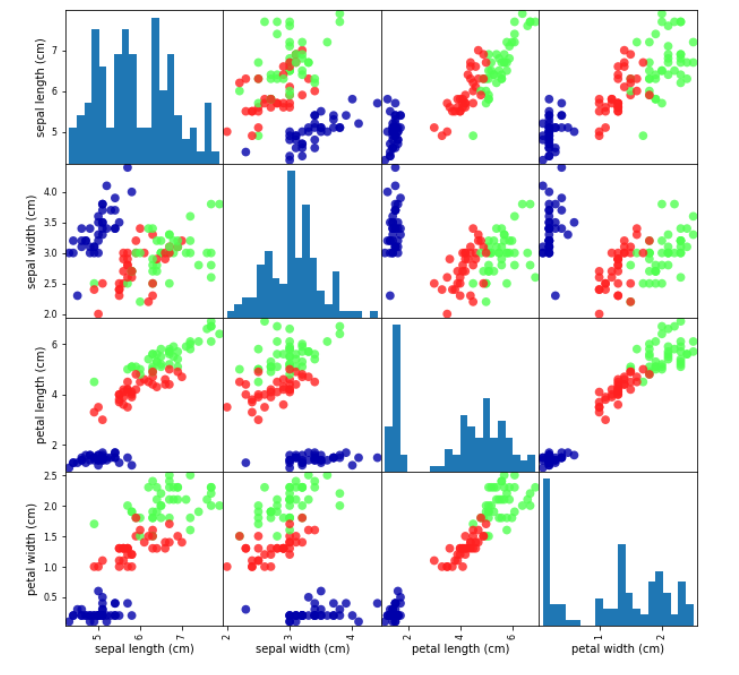 sepal length (cm)
7
6
5
sepal width (cm)
4.0
3.5
3.0
2.5
2.0
petal length (cm)
6
4
2
petal width (cm)
2.5
2.0
1.5
1.0
0.5
5 6 7 2 3 4 2 4 6 1 2
sepal length (cm) sepal width (cm) petal length (cm) petal width (cm)